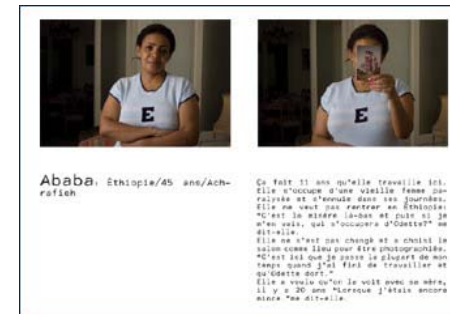 E
E
Ababa: Éthiopie/45 ans/Ach-
rafieh
Ça fait 11 ans qu'elle travaille ici.
Elle s'occupe d'une vieille femme pa-
ralysée et s'ennuie dans ses journées.
Elle ne veut pas rentrer en Éthiopie:
"C'est la misère là-bas et puis si je
m'en vais, qui s'occupera d'Odette?" me
dit-elle.
Elle ne s'est pas changé et a choisi le
salon comme lieu pour être photographiée.
"C'est ici que je passe la plupart de mon
temps quand j'ai fini de travailler et
qu'Odette dort."
Elle a voulu qu'on la voit avec sa mère,
il y a 20 ans "Lorsque j'étais encore
mince "me dit-elle.